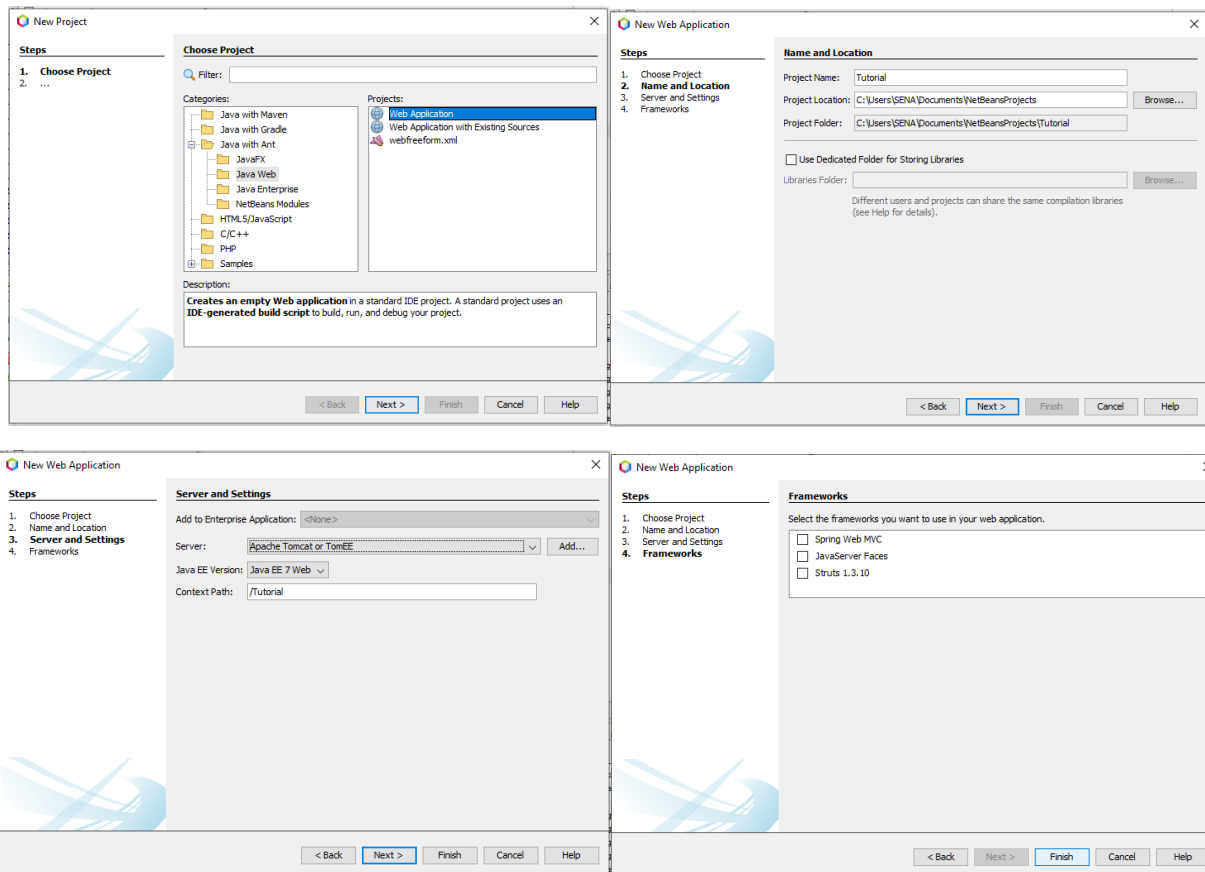 New Project
Steps
1. Choose Project
2. ...
Choose Project
Filter:
Categories:
Java with Maven
Java with Gradle
Java with Ant
JavaFX
Java Web
Java Enterprise
NetBeans Modules
HTML5/JavaScript
C/C++
PHP
Samples
Projects:
Web Application
Web Application with Existing Sources
webfreeform.xml
Description:
Creates an empty Web application in a standard IDE project. A standard project uses an
IDE-generated build script to build, run, and debug your project.
< Back Next > Finish Cancel Help
New Web Application
Steps
1. Choose Project
2. Name and Location
3. Server and Settings
4. Frameworks
Name and Location
Project Name: Tutorial
Project Location: C:\Users\SENA\Documents\NetBeansProjects Browse...
Project Folder: C:\Users\SENA\Documents\NetBeansProjects\Tutorial
Use Dedicated Folder for Storing Libraries
Libraries Folder: Browse...
Different users and projects can share the same compilation libraries
(see Help for details).
< Back Next > Finish Cancel Help
New Web Application
Steps
1. Choose Project
2. Name and Location
3. Server and Settings
4. Frameworks
Server and Settings
Add to Enterprise Application: <None>
Server: Apache Tomcat or TomEE Add...
Java EE Version: Java EE 7 Web
Context Path: /Tutorial
< Back Next > Finish Cancel Help
New Web Application
Steps
1. Choose Project
2. Name and Location
3. Server and Settings
4. Frameworks
Frameworks
Select the frameworks you want to use in your web application.
Spring Web MVC
JavaServer Faces
Struts 1.3.10
< Back Next > Finish Cancel Help